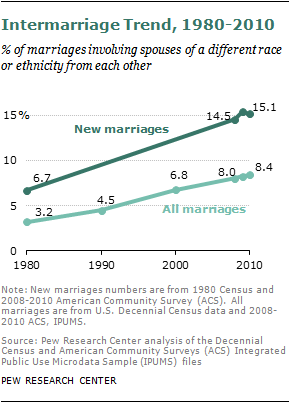 Intermarriage Trend, 1980-2010
% of marriages involving spouses of a different race
or ethnicity from each other
15%
14.5
15.1
New marriages
10
6.7
6.8
8.0
8.4
5
3.2
4.5
All marriages
0
1980
1990
2000
2010
Note: New marriages numbers are from 1980 Census and
2008-2010 American Community Survey (ACS). All
marriages are from U.S. Decennial Census data and 2008-
2010 ACS, IPUMS.
Source: Pew Research Center analysis of the Decennial
Census and American Community Surveys (ACS) Integrated
Public Use Microdata Sample (IPUMS) files
PEW RESEARCH CENTER